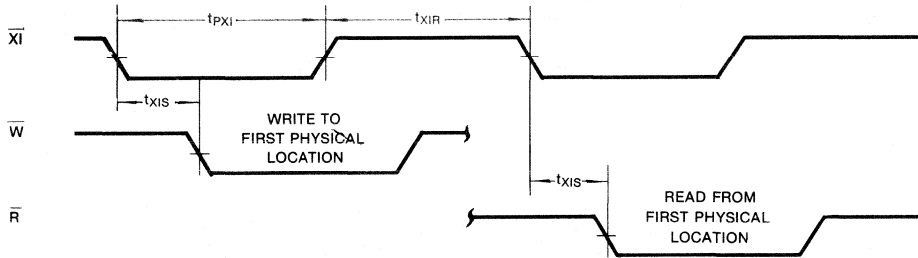 tPXI
tXIR
XI
tXIS
W
WRITE TO
FIRST PHYSICAL
LOCATION
tXIS
R
READ FROM
FIRST PHYSICAL
LOCATION